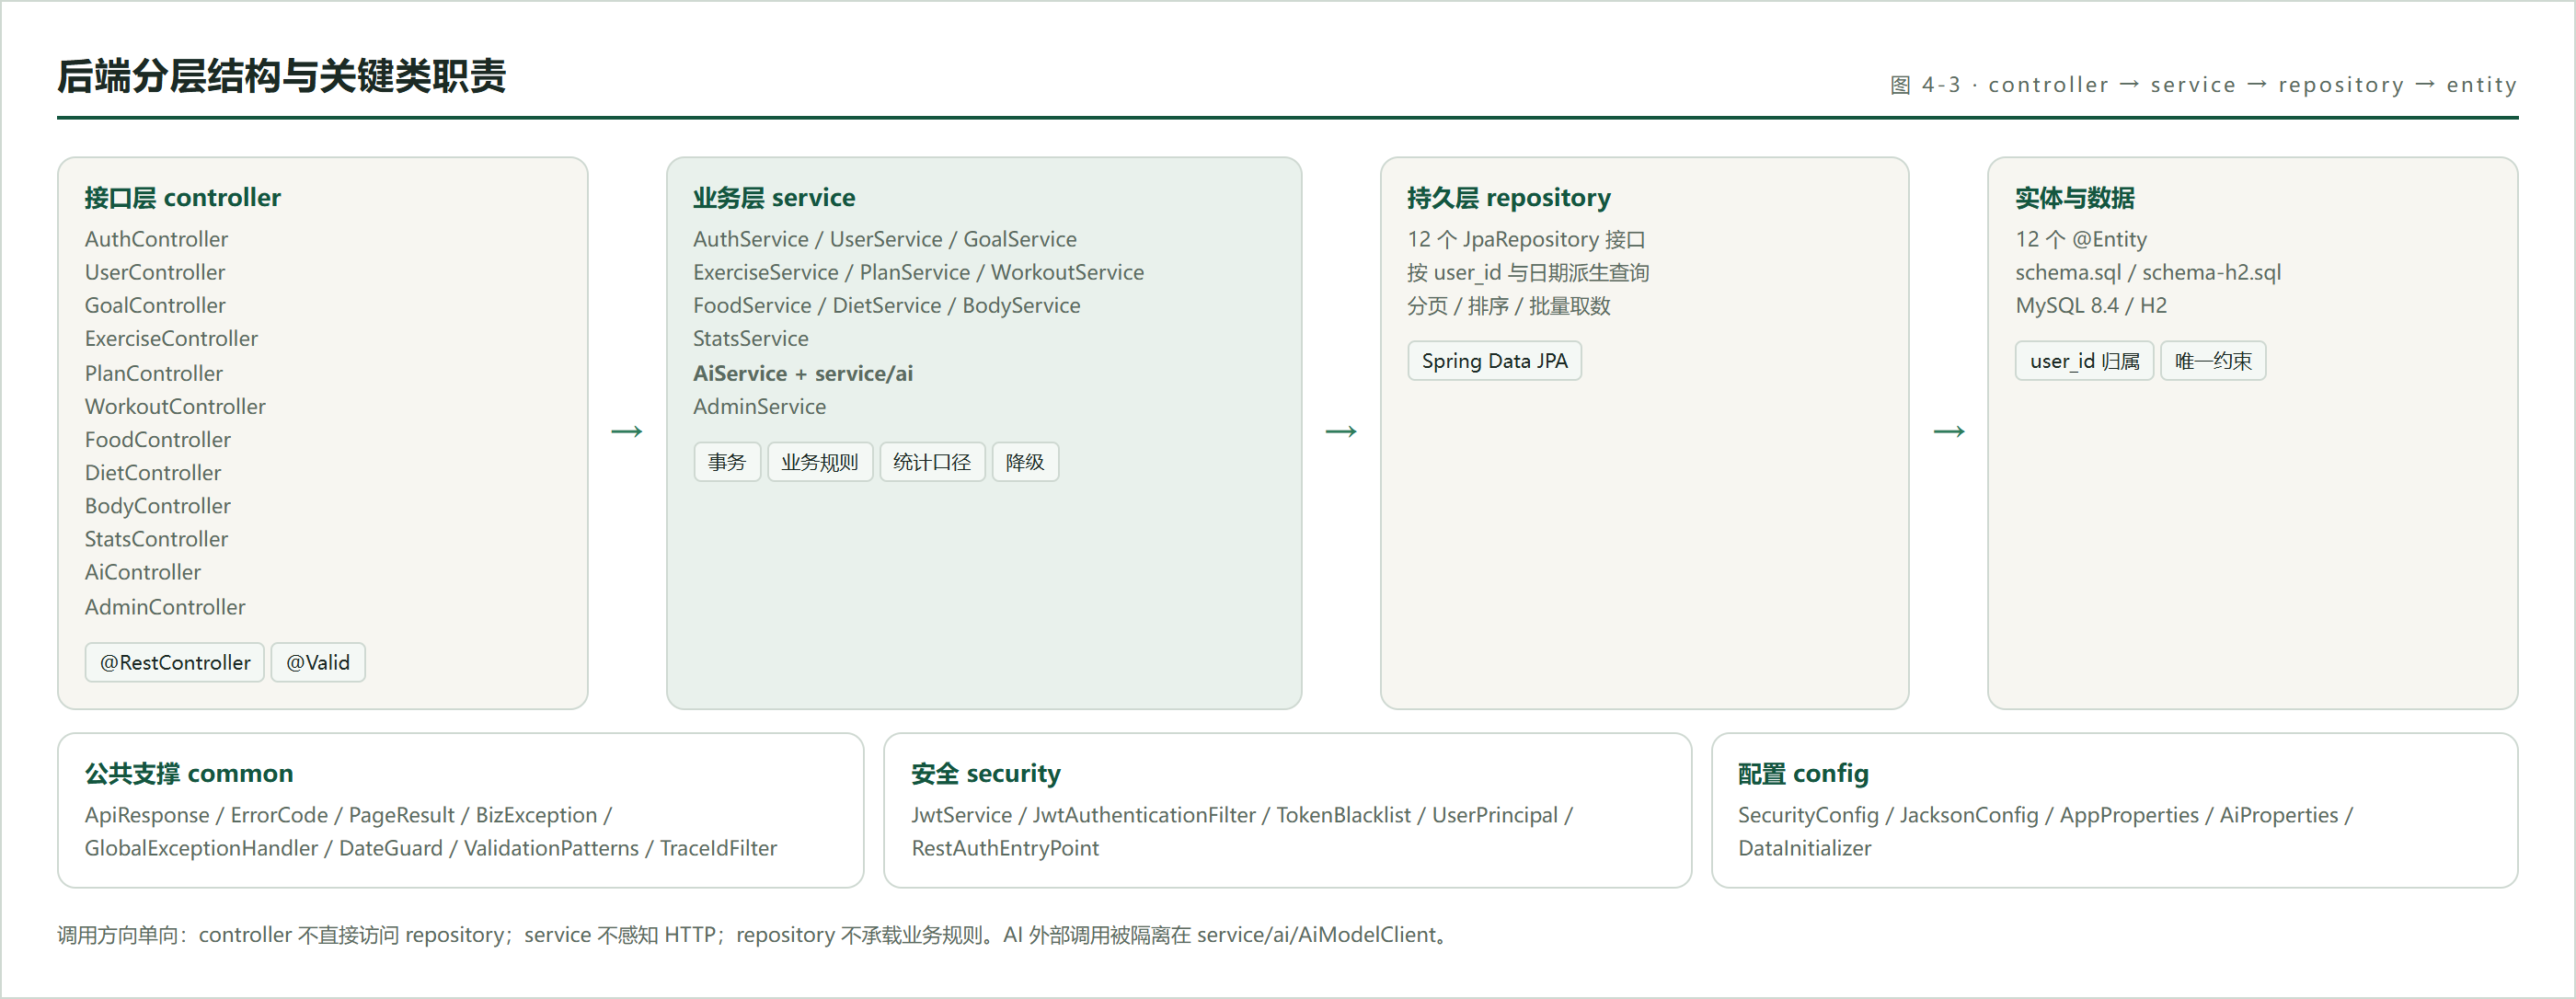 后端分层结构与关键类职责
图 4-3 · controller → service → repository → entity
接口层 controller
AuthController
UserController
GoalController
ExerciseController
PlanController
WorkoutController
FoodController
DietController
BodyController
StatsController
AiController
AdminController
@RestController
@Valid
→
业务层 service
AuthService / UserService / GoalService
ExerciseService / PlanService / WorkoutService
FoodService / DietService / BodyService
StatsService
AiService + service/ai
AdminService
事务
业务规则
统计口径
降级
→
持久层 repository
12 个 JpaRepository 接口
按 user_id 与日期派生查询
分页 / 排序 / 批量取数
Spring Data JPA
→
实体与数据
12 个 @Entity
schema.sql / schema-h2.sql
MySQL 8.4 / H2
user_id 归属
唯一约束
公共支撑 common
ApiResponse / ErrorCode / PageResult / BizException /
GlobalExceptionHandler / DateGuard / ValidationPatterns / TraceIdFilter
安全 security
JwtService / JwtAuthenticationFilter / TokenBlacklist / UserPrincipal /
RestAuthEntryPoint
配置 config
SecurityConfig / JacksonConfig / AppProperties / AiProperties /
DataInitializer
调用方向单向：controller 不直接访问 repository；service 不感知 HTTP；repository 不承载业务规则。AI 外部调用被隔离在 service/ai/AiModelClient。